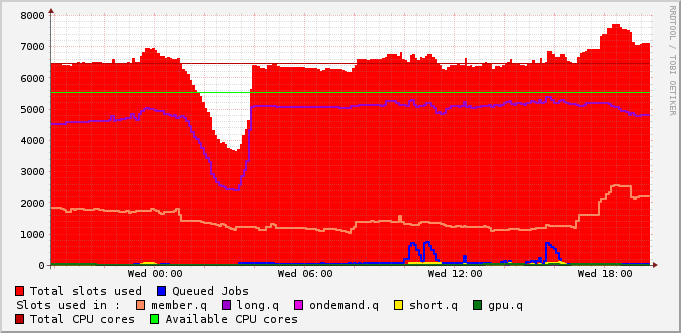 8000
7000
6000
5000
4000
3000
2000
1000
0
Wed 00:00 Wed 06:00 Wed 12:00 Wed 18:00
Total slots used Queued Jobs
Slots used in : member.q long.q ondemand.q short.q gpu.q
Total CPU cores Available CPU cores
RRDTOOL / TOBI OETIKER